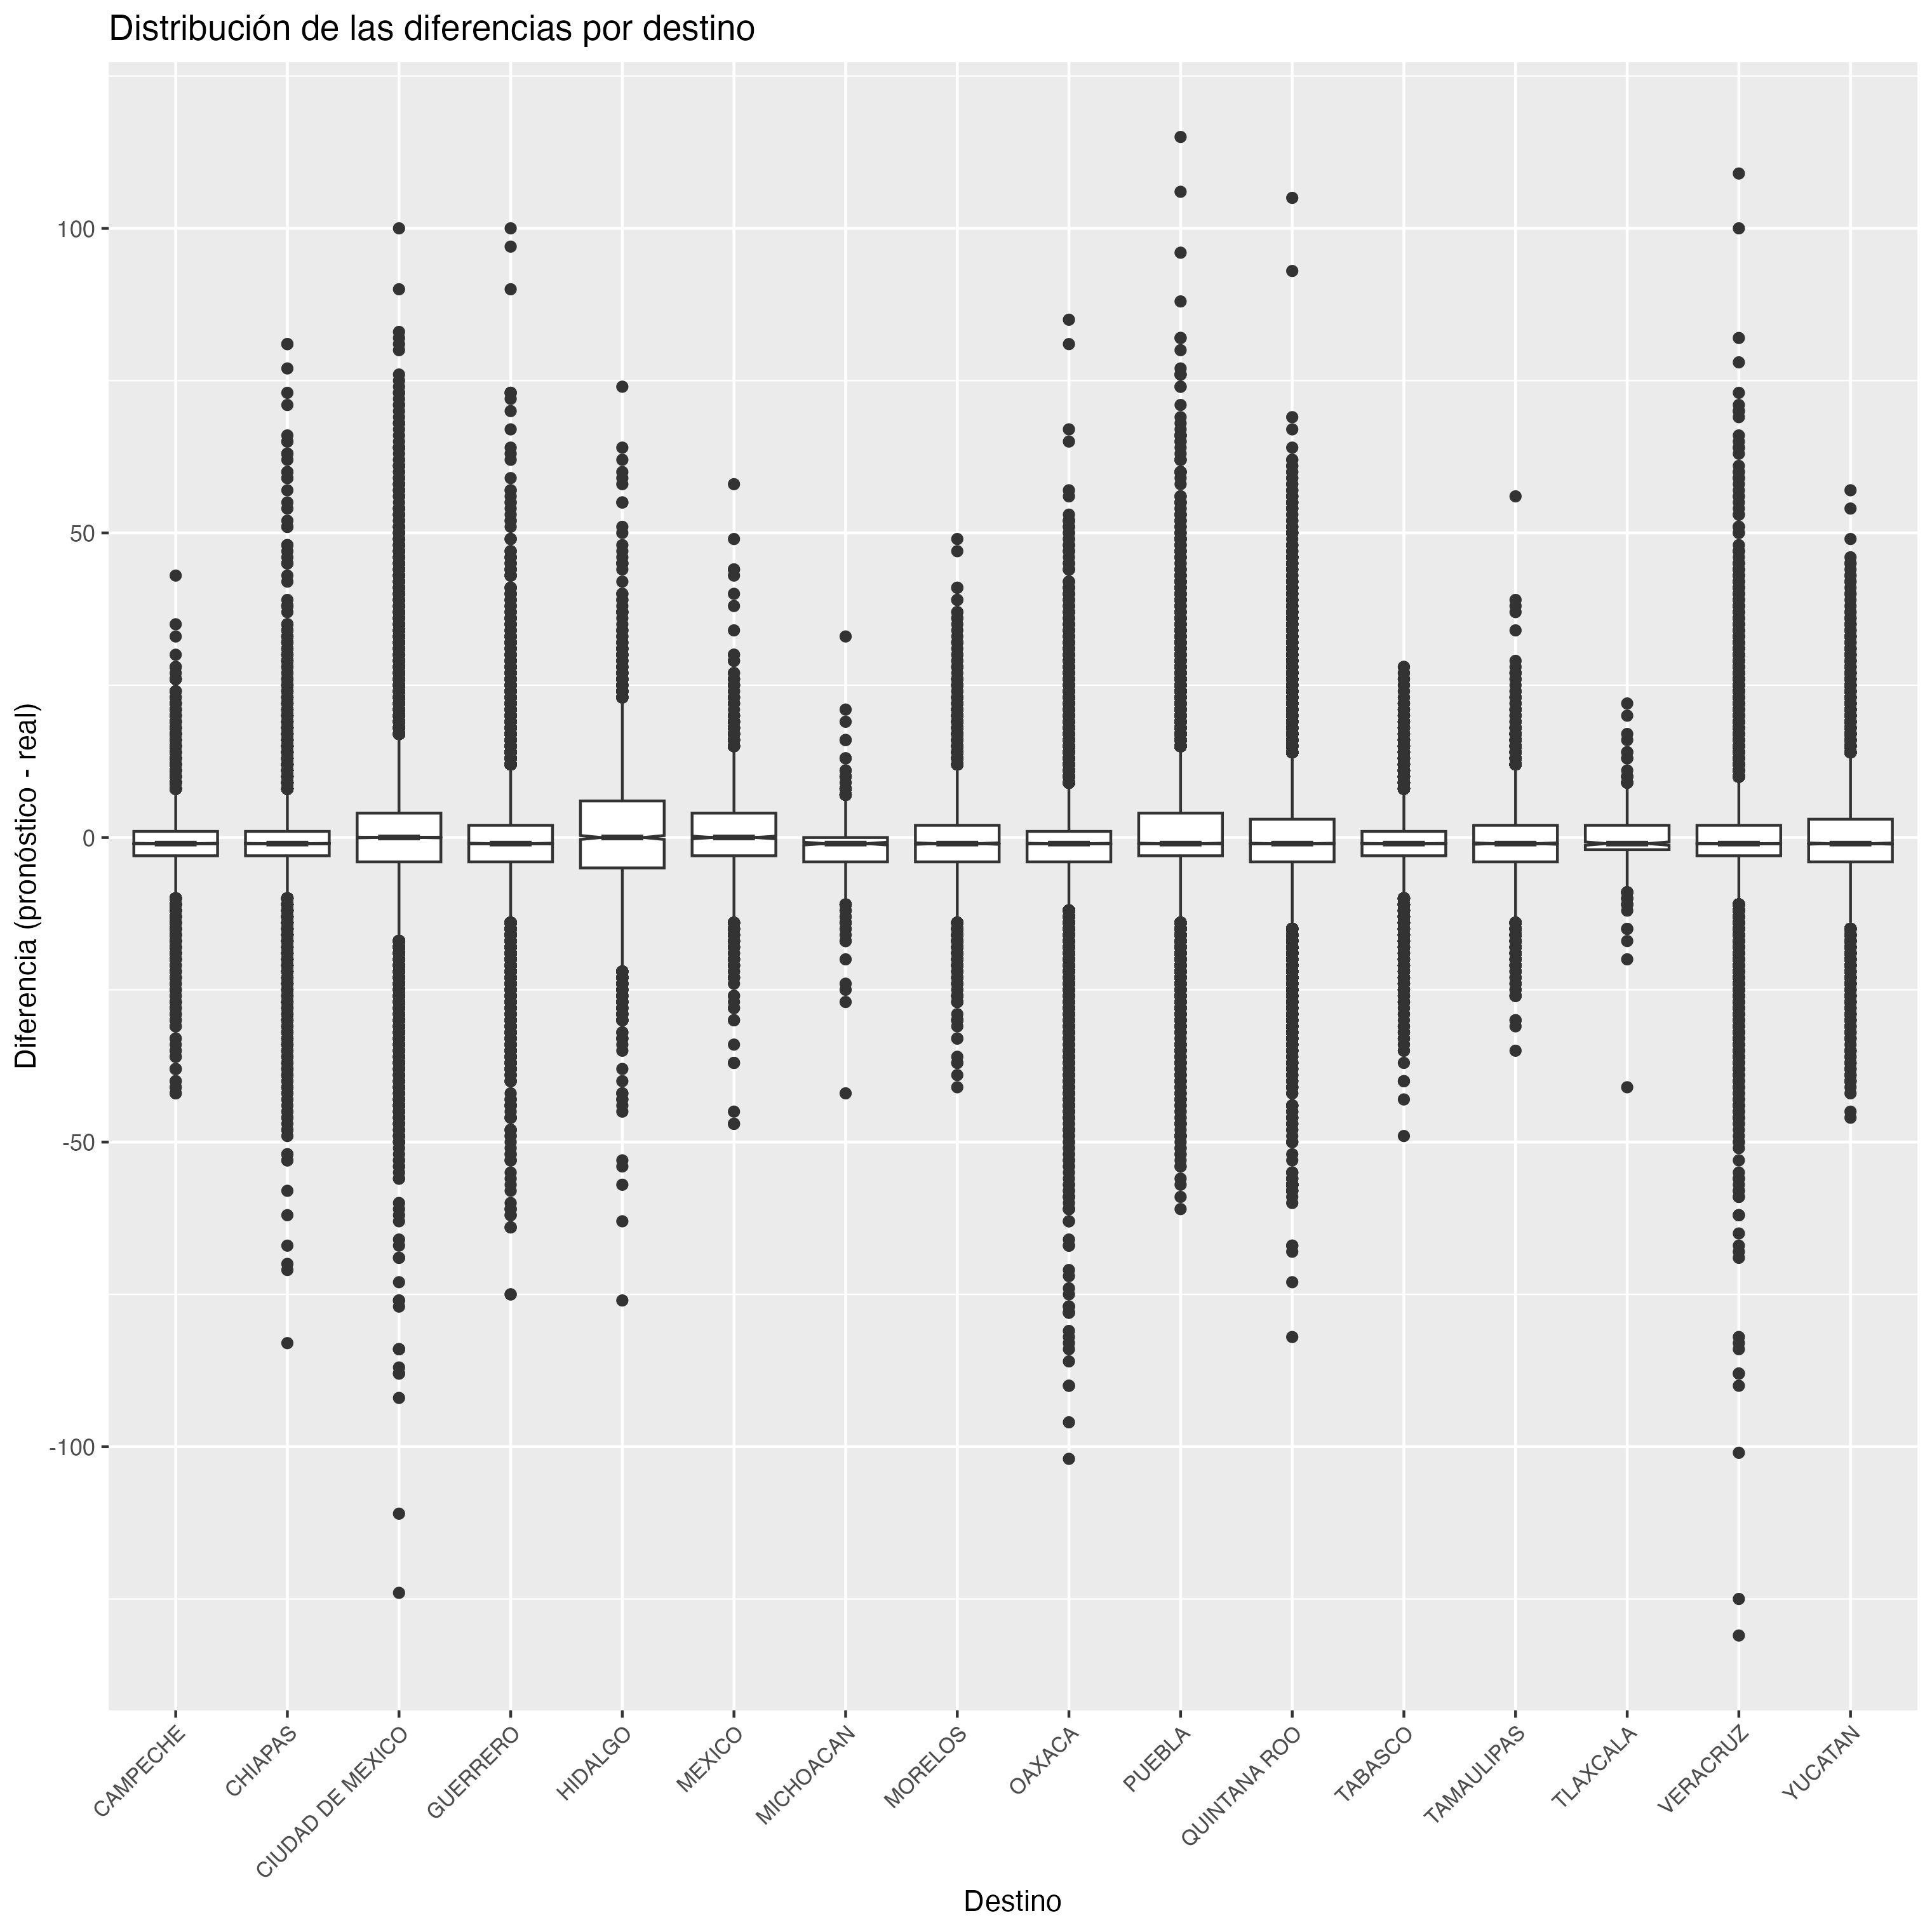 Distribución de las diferencias por destino
Diferencia (pronóstico - real)
100
50
0
-50
-100
CAMPECHE
CHIAPAS
CIUDAD DE MEXICO
GUERRERO
HIDALGO
MEXICO
MICHOACAN
MORELOS
OAXACA
PUEBLA
QUINTANA ROO
TABASCO
TAMAULIPAS
TLAXCALA
VERACRUZ
YUCATAN
Destino